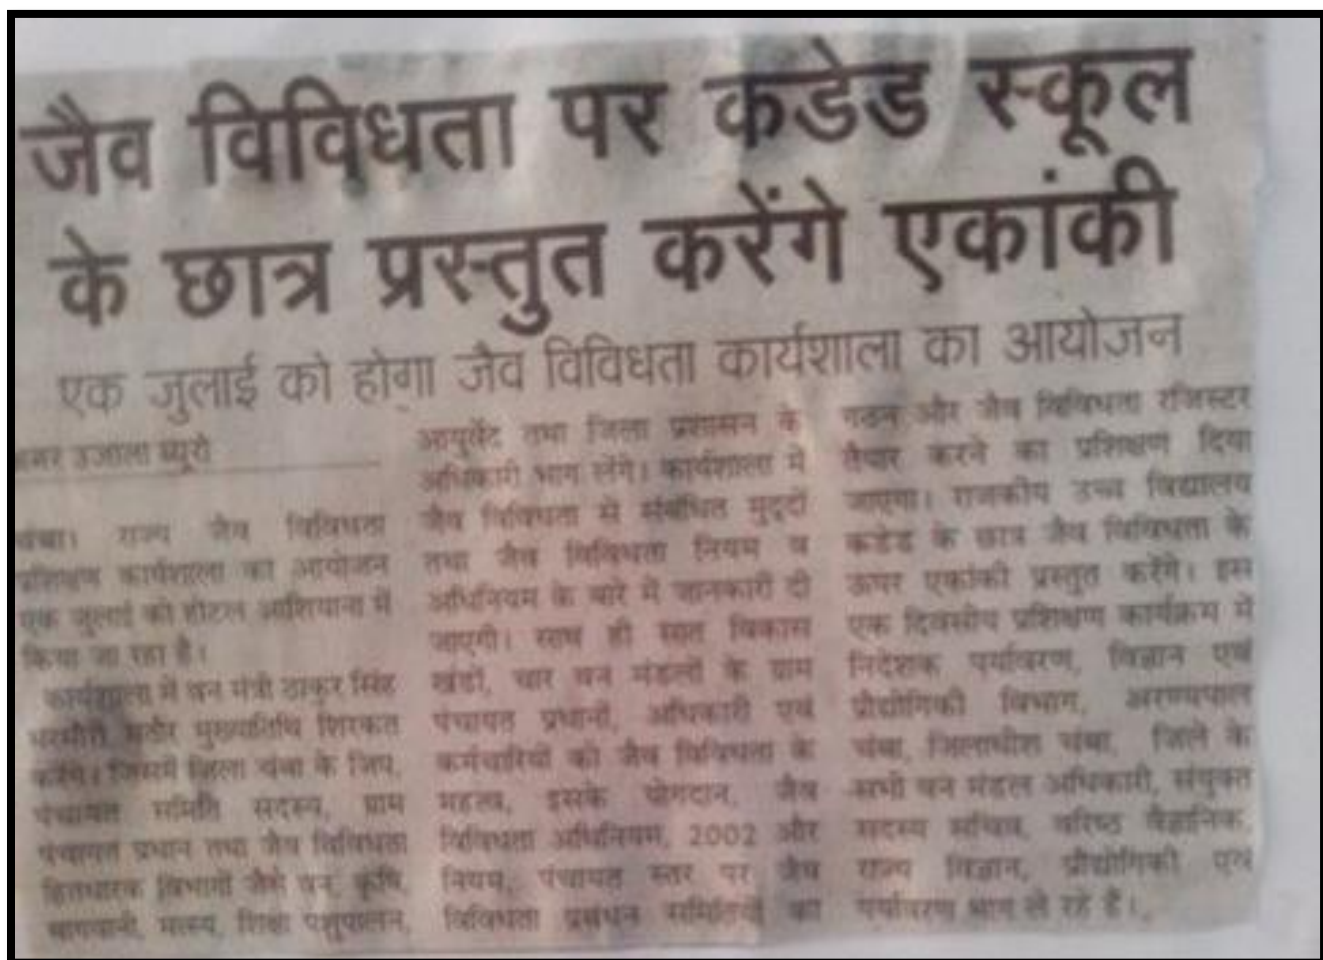 जैव विविधता पर कडेड स्कूल
के छात्र प्रस्तुत करेंगे एकांकी
एक जुलाई को होगा जैव विविधता कार्यशाला का आयोजन
अमर उजाला ब्यूरो
चंबा। राज्य जैव विविधता
प्रशिक्षण कार्यशाला का आयोजन
एक जुलाई को होटल आशियाना में
किया जा रहा है।
कार्यशाला में वन मंत्री ठाकुर सिंह
भरमौरी बतौर मुख्यातिथि शिरकत
करेंगे। जिसमें जिला चंबा के जिप,
पंचायत समिति सदस्य, ग्राम
पंचायत प्रधान तथा जैव विविधता
हितधारक विभागों जैसे वन, कृषि,
बागवानी, मत्स्य, शिक्षा पशुपालन,
आयुर्वेद तथा जिला प्रशासन के
अधिकारी भाग लेंगे। कार्यशाला में
जैव विविधता से संबंधित मुद्दों
तथा जैव विविधता नियम व
अधिनियम के बारे में जानकारी दी
जाएगी। साथ ही सात विकास
खंडों, चार वन मंडलों के ग्राम
पंचायत प्रधानों, अधिकारी एवं
कर्मचारियों को जैव विविधता के
महत्व, इसके योगदान, जैव
विविधता अधिनियम, 2002 और
नियम, पंचायत स्तर पर जैव
विविधता प्रबंधन समितियों का
गठन और जैव विविधता रजिस्टर
तैयार करने का प्रशिक्षण दिया
जाएगा। राजकीय उच्च विद्यालय
कडेड के छात्र जैव विविधता के
ऊपर एकांकी प्रस्तुत करेंगे। इस
एक दिवसीय प्रशिक्षण कार्यक्रम में
निदेशक पर्यावरण, विज्ञान एवं
प्रौद्योगिकी विभाग, अरण्यपाल
चंबा, जिलाधीश चंबा, जिले के
सभी वन मंडल अधिकारी, संयुक्त
सदस्य सचिव, वरिष्ठ वैज्ञानिक,
राज्य विज्ञान, प्रौद्योगिकी एवं
पर्यावरण भाग ले रहे हैं।